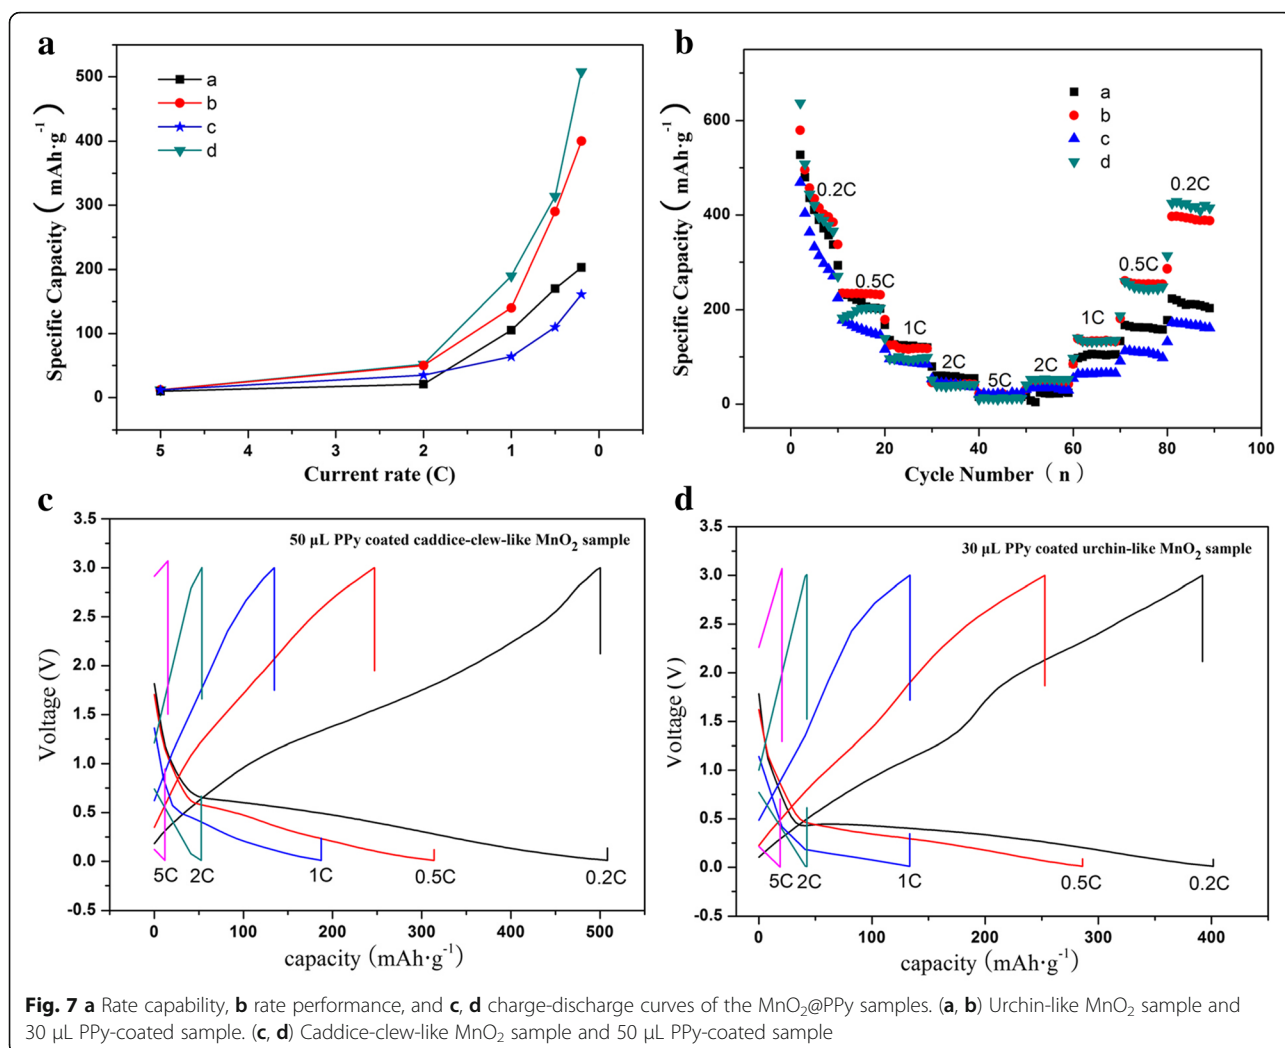 a
500
400
300
200
100
0
5
4
3
2
1
0
Specific Capacity ( mAh·g⁻¹ )
Current rate (C)
a
b
c
d
b
600
400
200
0
0
20
40
60
80
100
Specific Capacity ( mAh·g⁻¹ )
Cycle Number ( n )
a
b
c
d
0.2C
0.5C
1C
2C
5C
2C
1C
0.5C
0.2C
c
50 μL PPy coated caddice-clew-like MnO₂ sample
3.5
3.0
2.5
2.0
1.5
1.0
0.5
0.0
-0.5
Voltage (V)
5C
2C
1C
0.5C
0.2C
0
100
200
300
400
500
capacity (mAh·g⁻¹)
d
30 μL PPy coated urchin-like MnO₂ sample
3.5
3.0
2.5
2.0
1.5
1.0
0.5
0.0
-0.5
Voltage (V)
5C
2C
1C
0.5C
0.2C
0
100
200
300
400
capacity (mAh·g⁻¹)
Fig. 7 a Rate capability, b rate performance, and c, d charge-discharge curves of the MnO₂@PPy samples. (a, b) Urchin-like MnO₂ sample and
30 μL PPy-coated sample. (c, d) Caddice-clew-like MnO₂ sample and 50 μL PPy-coated sample